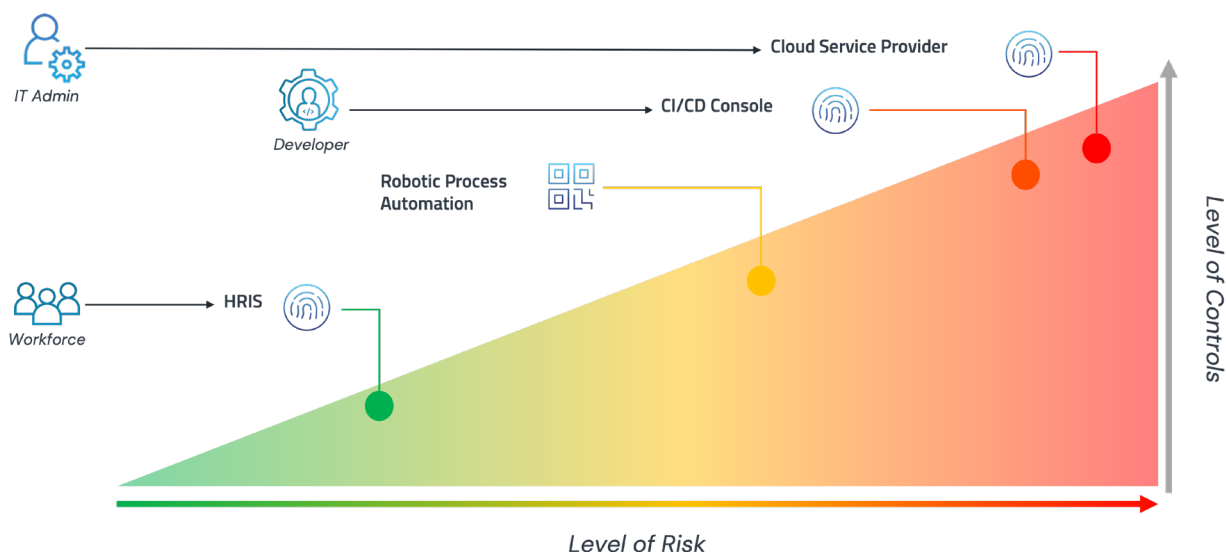 IT Admin
Cloud Service Provider
Developer
CI/CD Console
Robotic Process
Automation
Workforce
HRIS
Level of Controls
Level of Risk